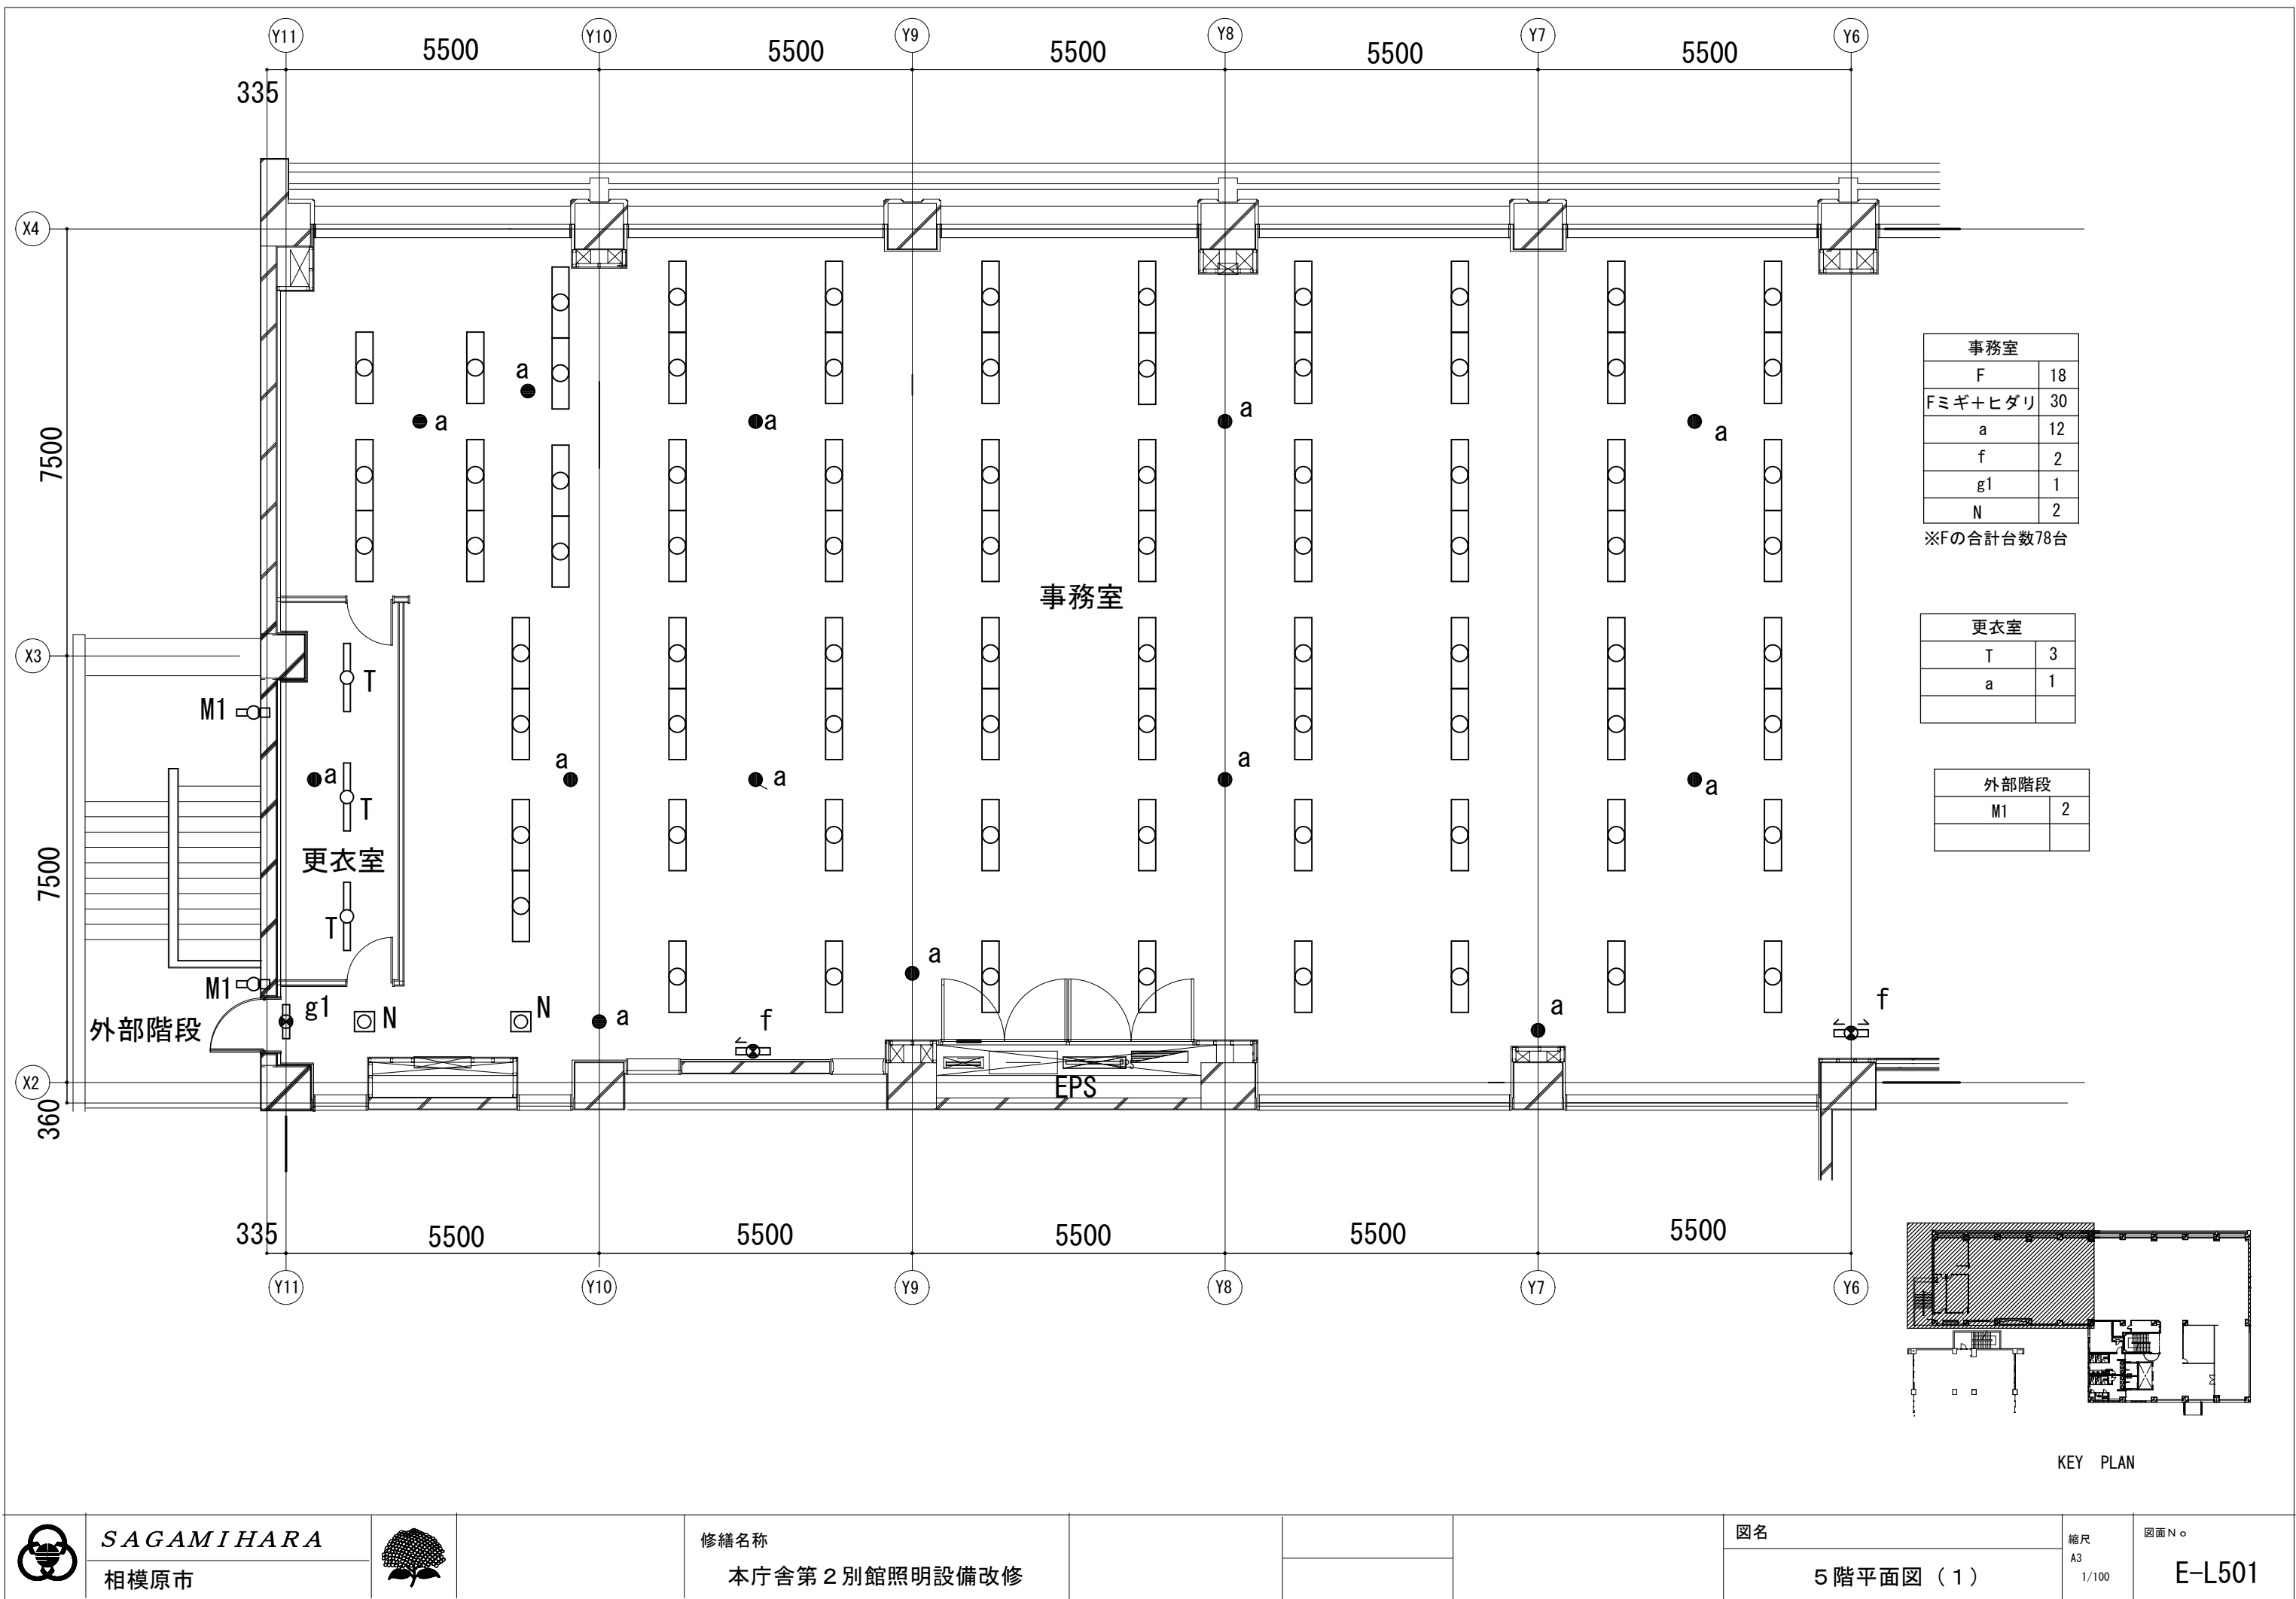 Y11 Y10 Y9 Y8 Y7 Y6
5500 5500 5500 5500 5500
335
X4
7500
X3
7500
X2
360
a
a
a
a
a
事務室
T
M1
a
T
a
a
a
a
更衣室
T
M1
g1
N
N
a
f
a
a
f
外部階段
EPS
事務室
F 18
Fミギ+ヒダリ 30
a 12
f 2
g1 1
N 2
※Fの合計台数78台
更衣室
T 3
a 1
外部階段
M1 2
335 5500 5500 5500 5500 5500
Y11 Y10 Y9 Y8 Y7 Y6
KEY PLAN
SAGAMIHARA
相模原市
修繕名称
本庁舎第２別館照明設備改修
図名
５階平面図（１）
縮尺
A3
1/100
図面Ｎｏ
E-L501